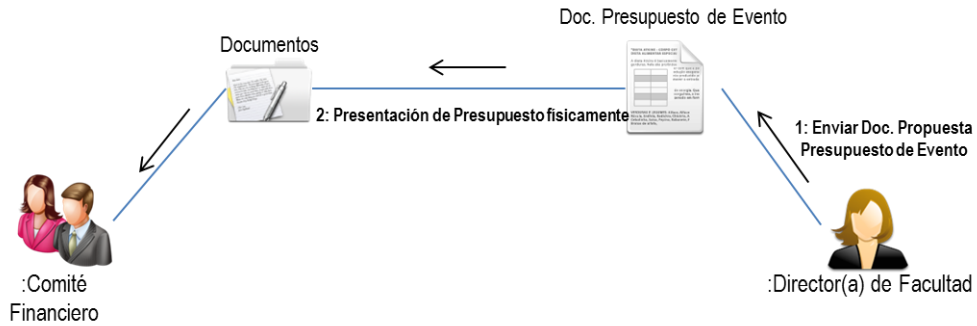 Doc. Presupuesto de Evento
Documentos
2: Presentación de Presupuesto físicamente
1: Enviar Doc. Propuesta
Presupuesto de Evento
:Comité
Financiero
:Director(a) de Facultad